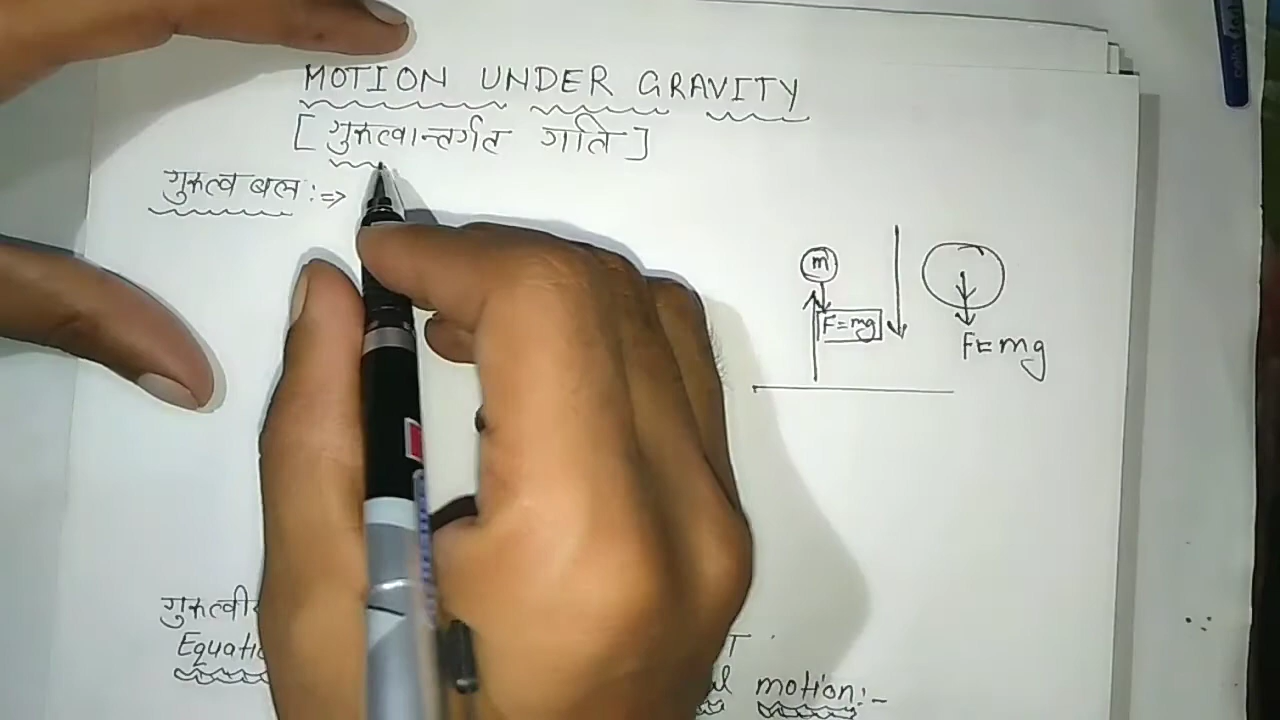 MOTION UNDER GRAVITY
[गुरुत्वान्तर्गत गति]
गुरुत्व बल :⇒
m
F=mg
F=mg
T
motion:-